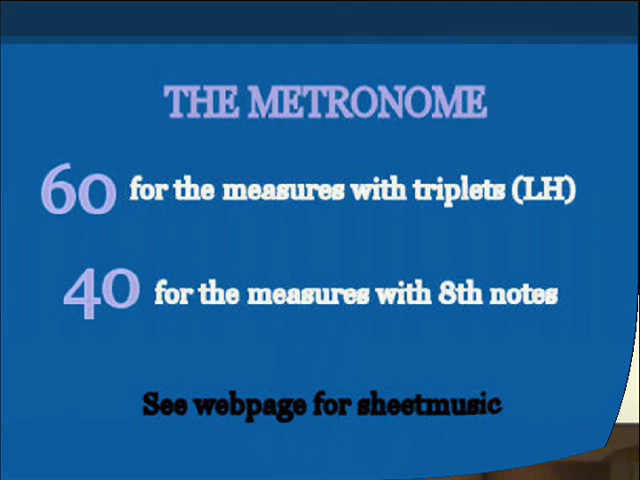 THE METRONOME
60 for the measures with triplets (LH)
40 for the measures with 8th notes
See webpage for sheetmusic